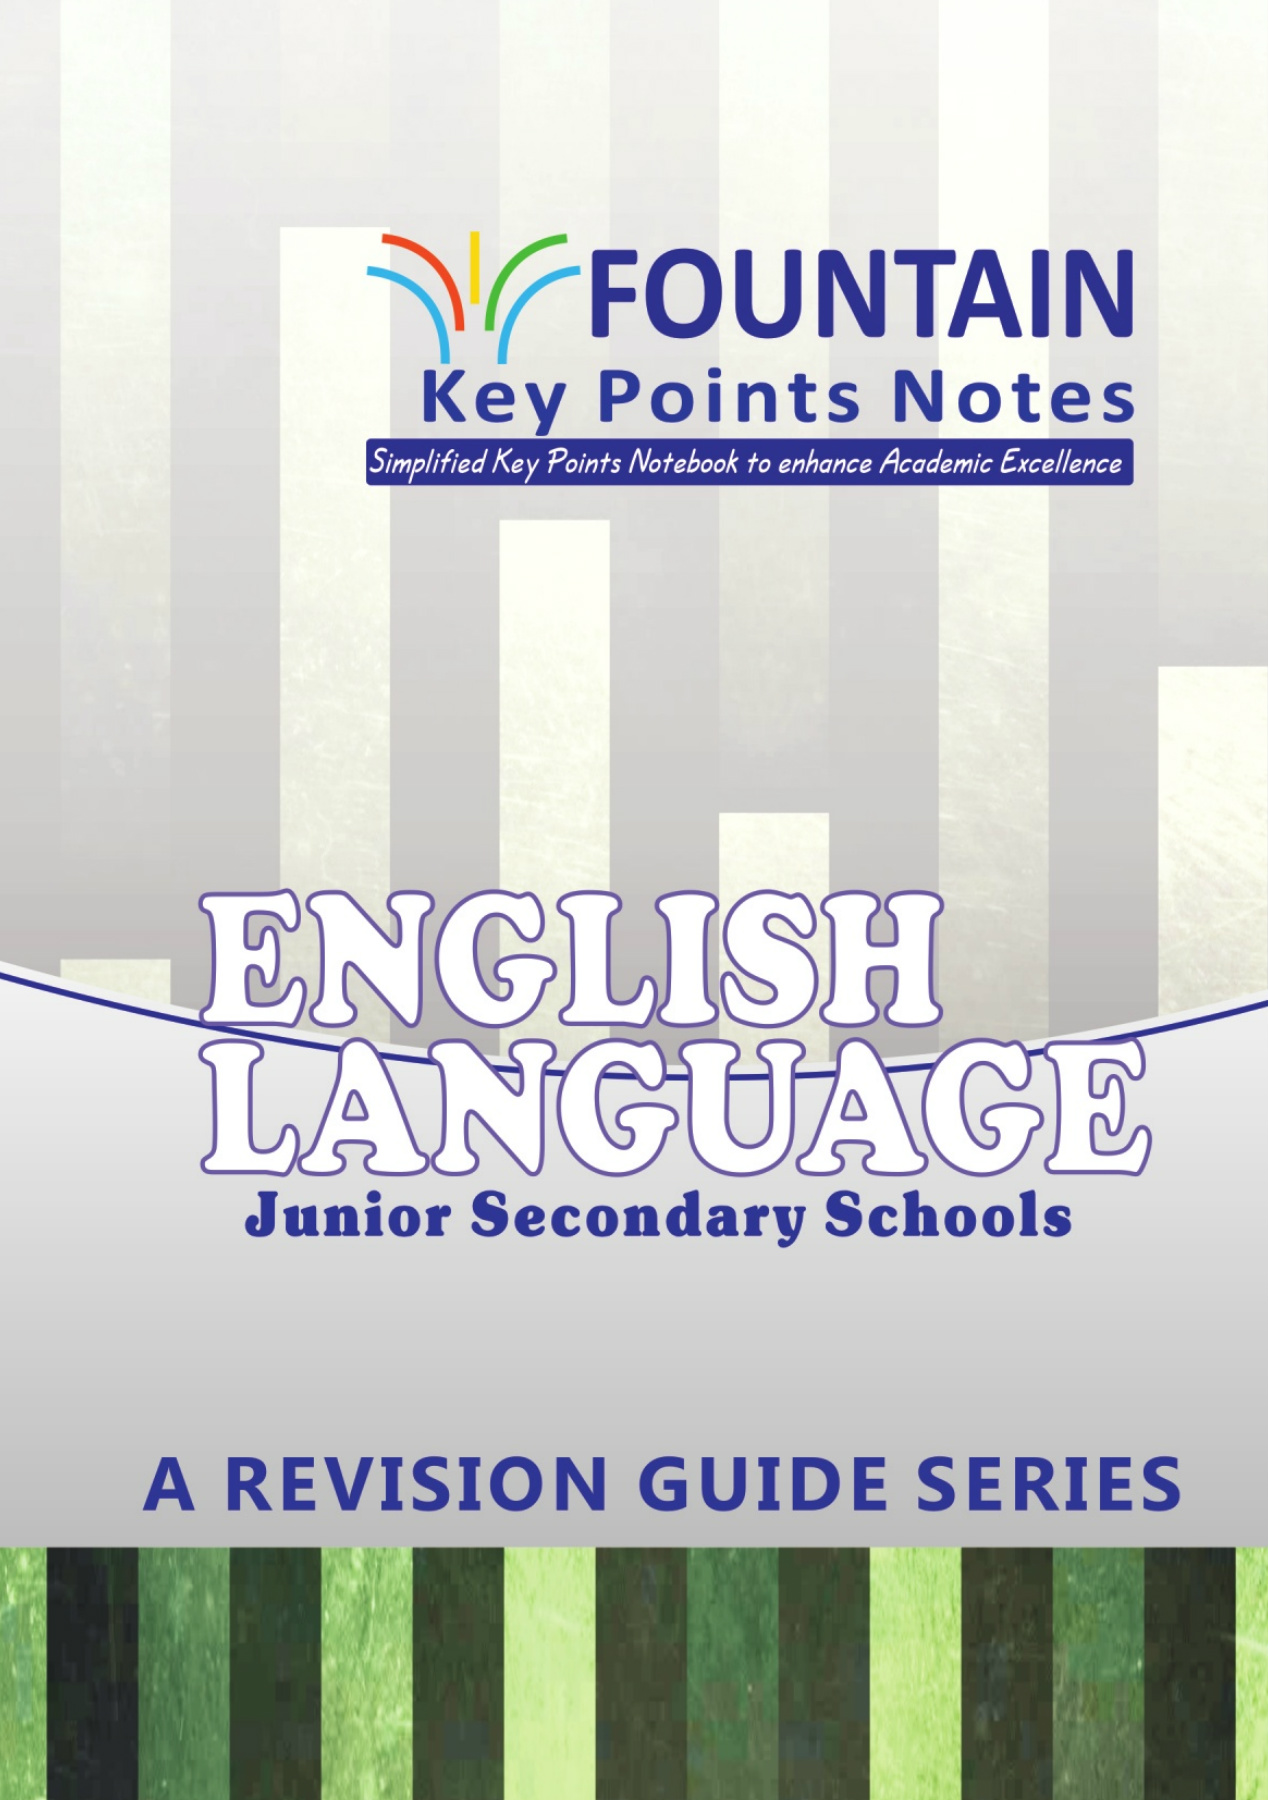 FOUNTAIN
Key Points Notes
Simplified Key Points Notebook to enhance Academic Excellence
ENGLISH
LANGUAGE
Junior Secondary Schools
A REVISION GUIDE SERIES